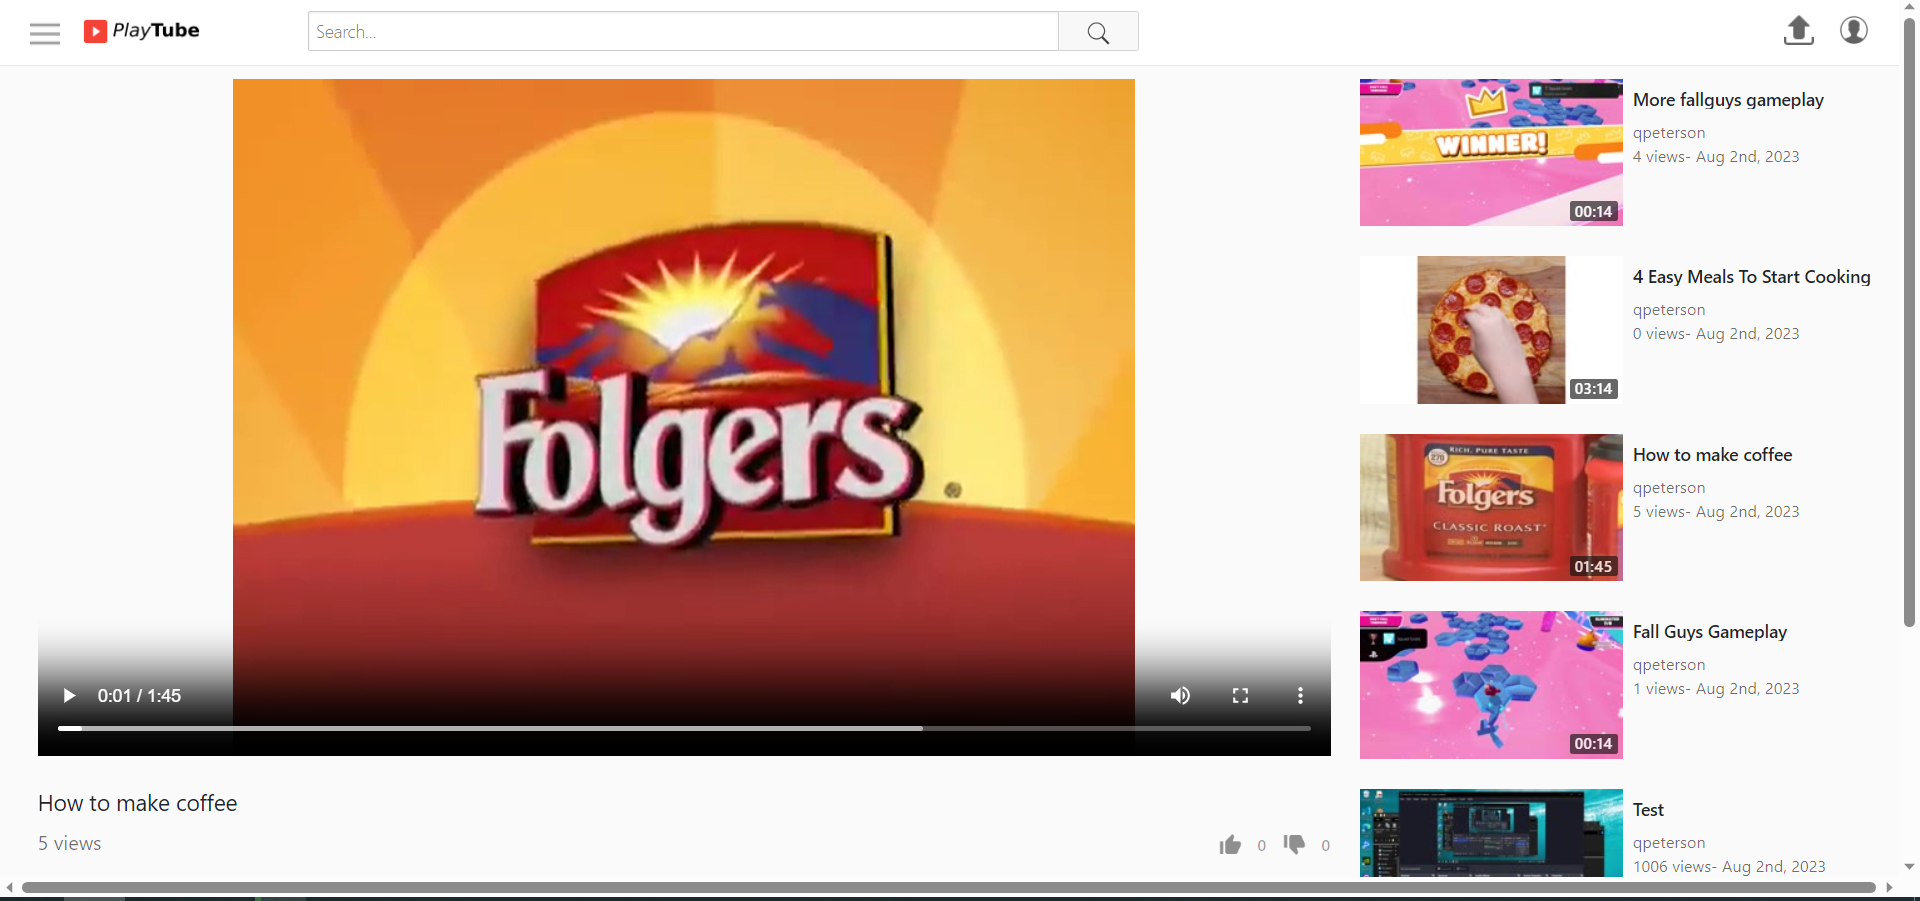 PlayTube
Search...
Folgers
®
0:01 / 1:45
How to make coffee
5 views
0
0
WINNER!
00:14
More fallguys gameplay
qpeterson
4 views- Aug 2nd, 2023
03:14
4 Easy Meals To Start Cooking
qpeterson
0 views- Aug 2nd, 2023
RICH, PURE TASTE
270
Folgers
CLASSIC ROAST
01:45
How to make coffee
qpeterson
5 views- Aug 2nd, 2023
00:14
Fall Guys Gameplay
qpeterson
1 views- Aug 2nd, 2023
Test
qpeterson
1006 views- Aug 2nd, 2023